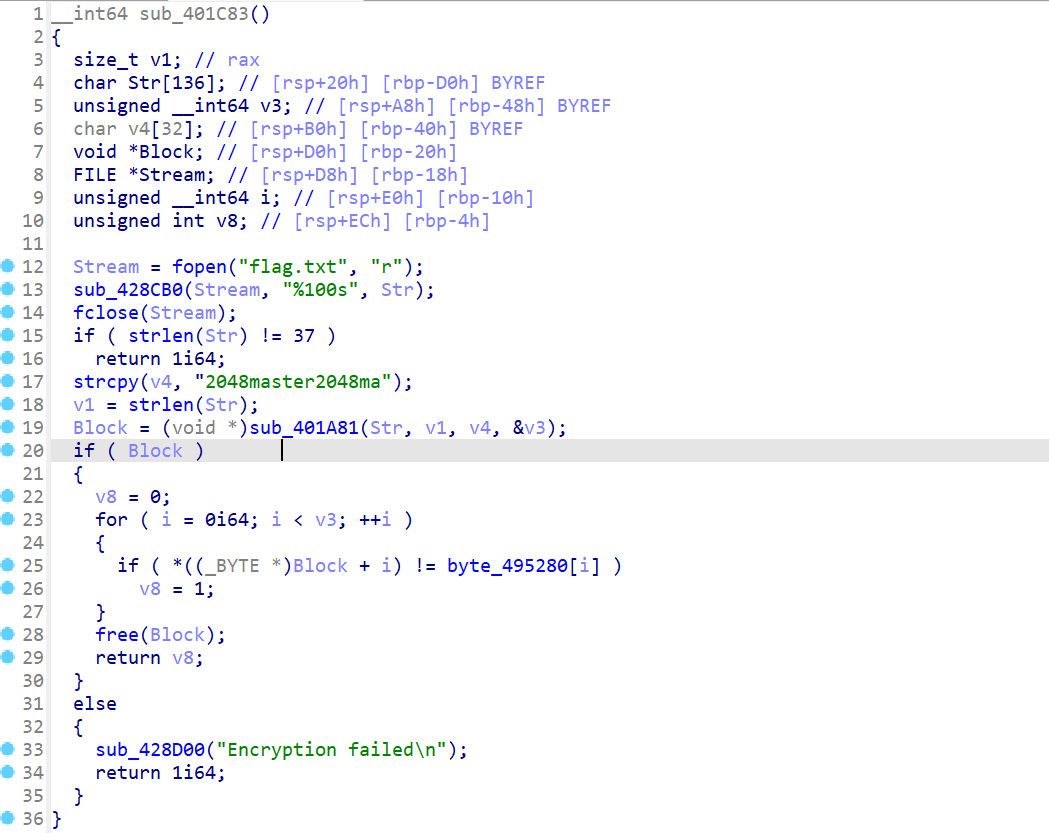 1 __int64 sub_401C83()
2 {
3   size_t v1; // rax
4   char Str[136]; // [rsp+20h] [rbp-D0h] BYREF
5   unsigned __int64 v3; // [rsp+A8h] [rbp-48h] BYREF
6   char v4[32]; // [rsp+B0h] [rbp-40h] BYREF
7   void *Block; // [rsp+D0h] [rbp-20h]
8   FILE *Stream; // [rsp+D8h] [rbp-18h]
9   unsigned __int64 i; // [rsp+E0h] [rbp-10h]
10   unsigned int v8; // [rsp+ECh] [rbp-4h]
11
12   Stream = fopen("flag.txt", "r");
13   sub_428CB0(Stream, "%100s", Str);
14   fclose(Stream);
15   if ( strlen(Str) != 37 )
16     return 1i64;
17   strcpy(v4, "2048master2048ma");
18   v1 = strlen(Str);
19   Block = (void *)sub_401A81(Str, v1, v4, &v3);
20   if ( Block )
21   {
22     v8 = 0;
23     for ( i = 0i64; i < v3; ++i )
24     {
25       if ( *((_BYTE *)Block + i) != byte_495280[i] )
26         v8 = 1;
27     }
28     free(Block);
29     return v8;
30   }
31   else
32   {
33     sub_428D00("Encryption failed\n");
34     return 1i64;
35   }
36 }